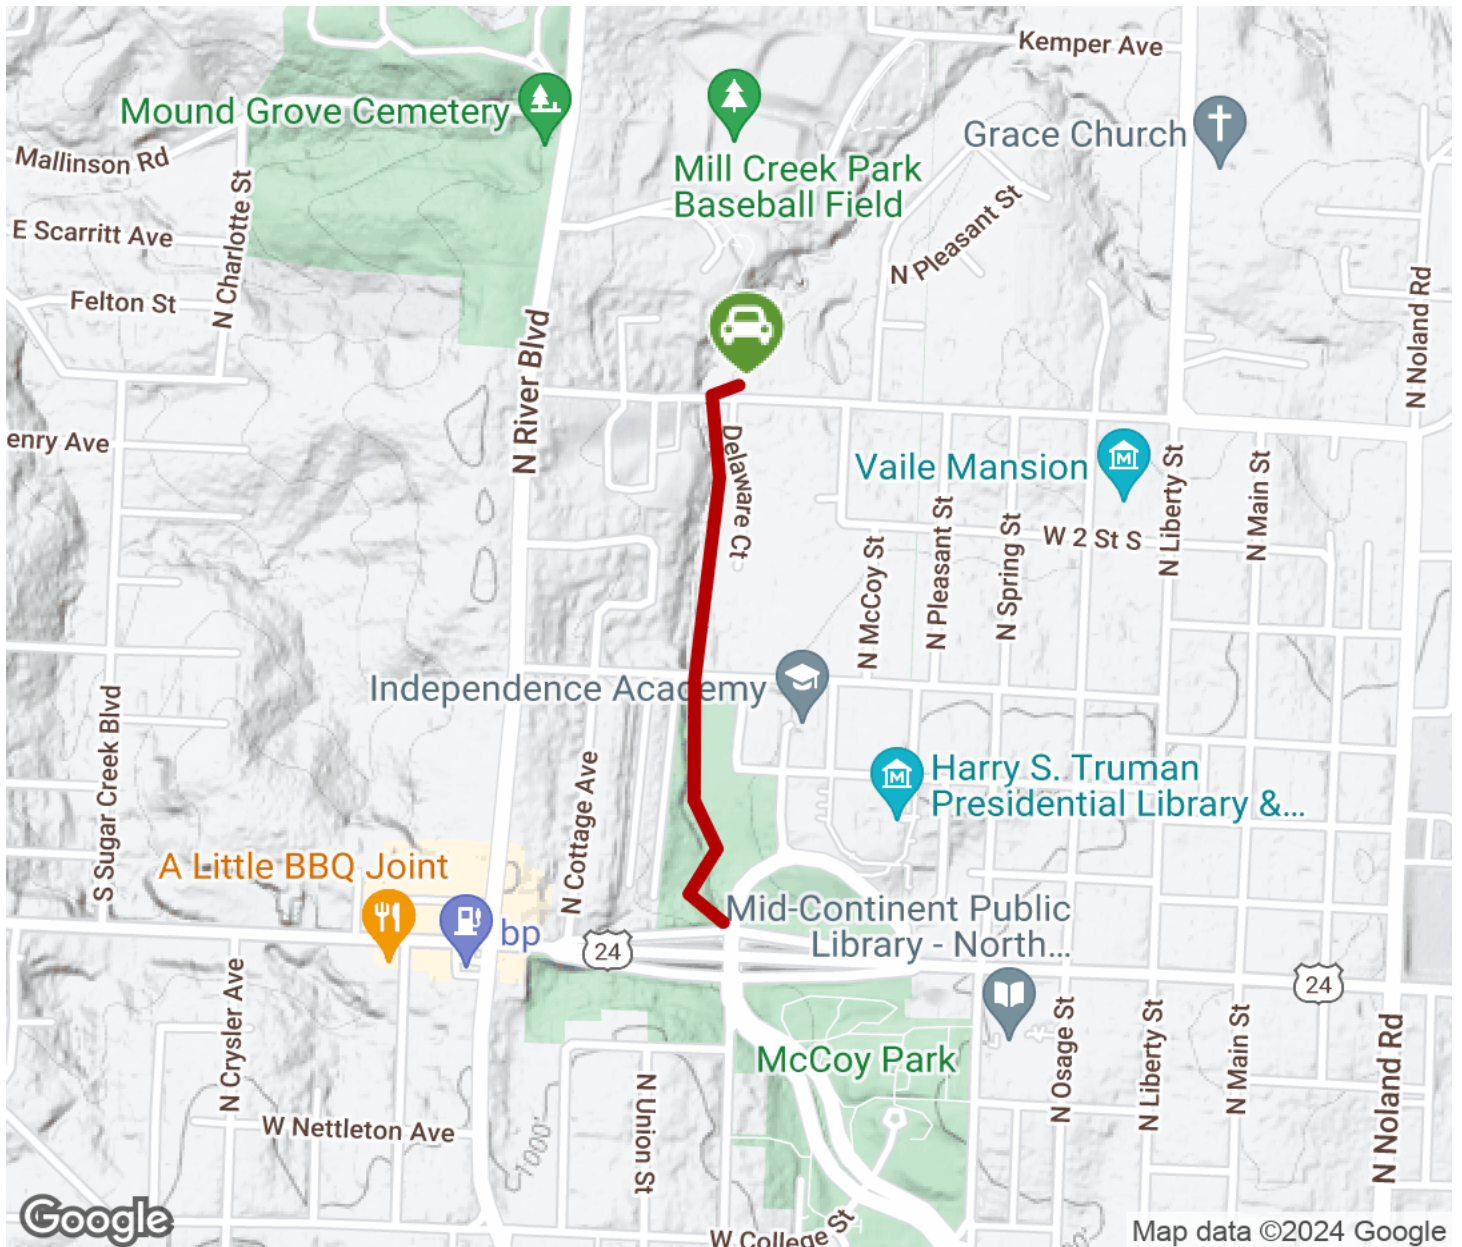 Kemper Ave
Mound Grove Cemetery
Grace Church
Mallinson Rd
Mill Creek Park
Baseball Field
N Charlotte St
E Scarritt Ave
N Pleasant St
Felton St
N River Blvd
N Noland Rd
enry Ave
Delaware Ct
Vaile Mansion
N Liberty St
N Main St
N Pleasant St
N Spring St
W 2 St S
N McCoy St
Independence Academy
S Sugar Creek Blvd
N Cottage Ave
Harry S. Truman
Presidential Library &...
A Little BBQ Joint
Mid-Continent Public
Library - North...
bp
24
24
N Crysler Ave
N Osage St
N Liberty St
N Main St
N Noland Rd
McCoy Park
N Union St
W Nettleton Ave
1000'
W College St
Google
Map data ©2024 Google